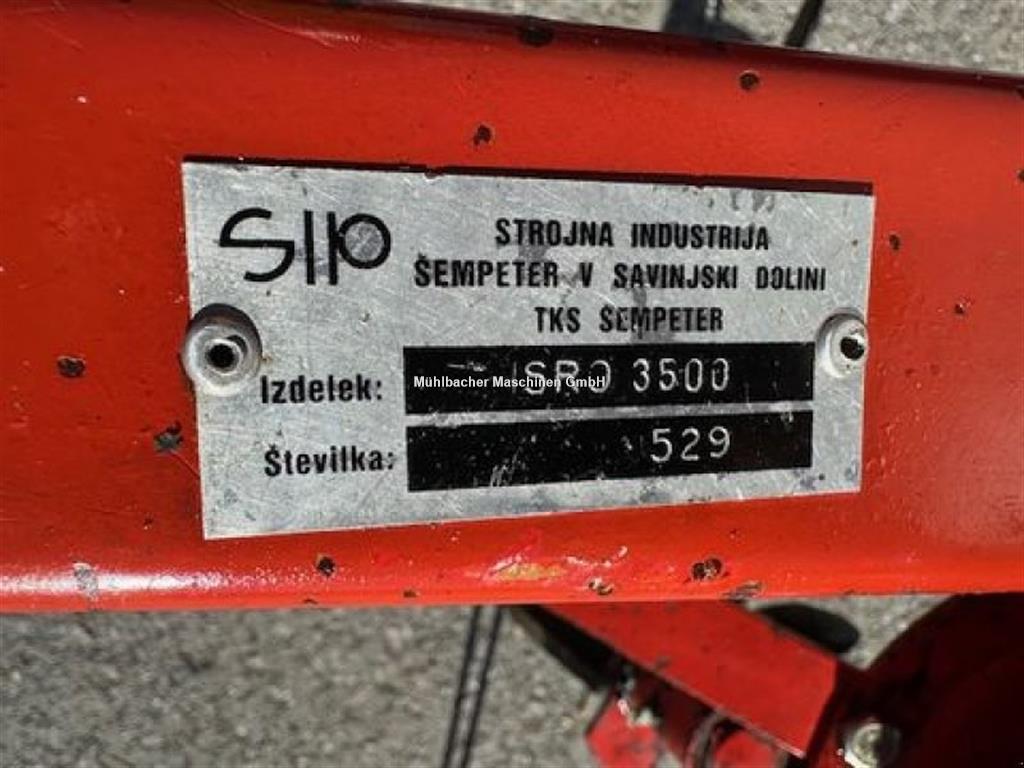 SIP
STROJNA INDUSTRIJA
ŠEMPETER V SAVINJSKI DOLINI
TKS ŠEMPETER
Izdelek: SRO 3500
Mühlbacher Maschinen GmbH
Številka: 529